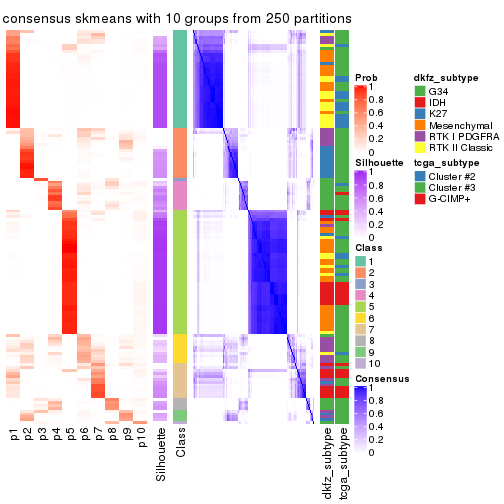 consensus skmeans with 10 groups from 250 partitions
Prob
1
0.8
0.6
0.4
0.2
0
Silhouette
1
0.8
0.6
0.4
0.2
0
Class
1
2
3
4
5
6
7
8
9
10
Consensus
1
0.8
0.6
0.4
0.2
0
dkfz_subtype
G34
IDH
K27
Mesenchymal
RTK I PDGFRA
RTK II Classic
tcga_subtype
Cluster #2
Cluster #3
G-CIMP+
p1
p2
p3
p4
p5
p6
p7
p8
p9
p10
Silhouette
Class
dkfz_subtype
tcga_subtype